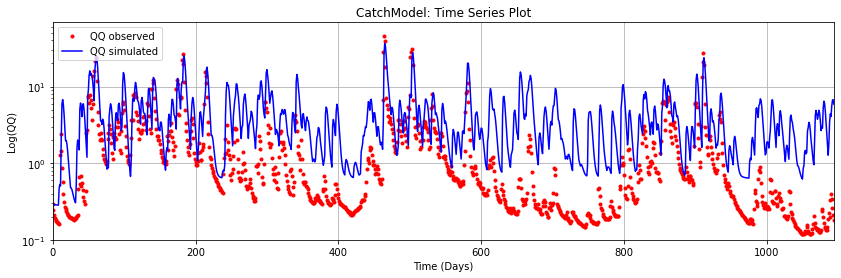 CatchModel: Time Series Plot
QQ observed
QQ simulated
Log(QQ)
10¹
10⁰
10⁻¹
0 200 400 600 800 1000
Time (Days)